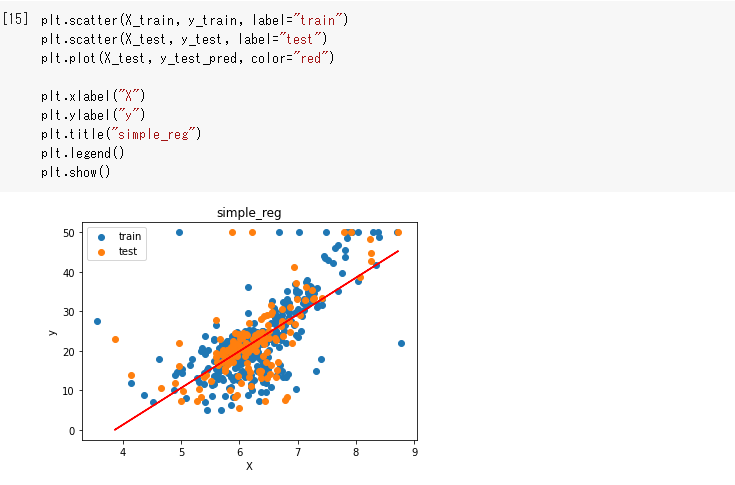 [15] plt.scatter(X_train, y_train, label="train")
plt.scatter(X_test, y_test, label="test")
plt.plot(X_test, y_test_pred, color="red")
plt.xlabel("X")
plt.ylabel("y")
plt.title("simple_reg")
plt.legend()
plt.show()
simple_reg
train
test
50
40
30
20
10
0
y
4 5 6 7 8 9
X